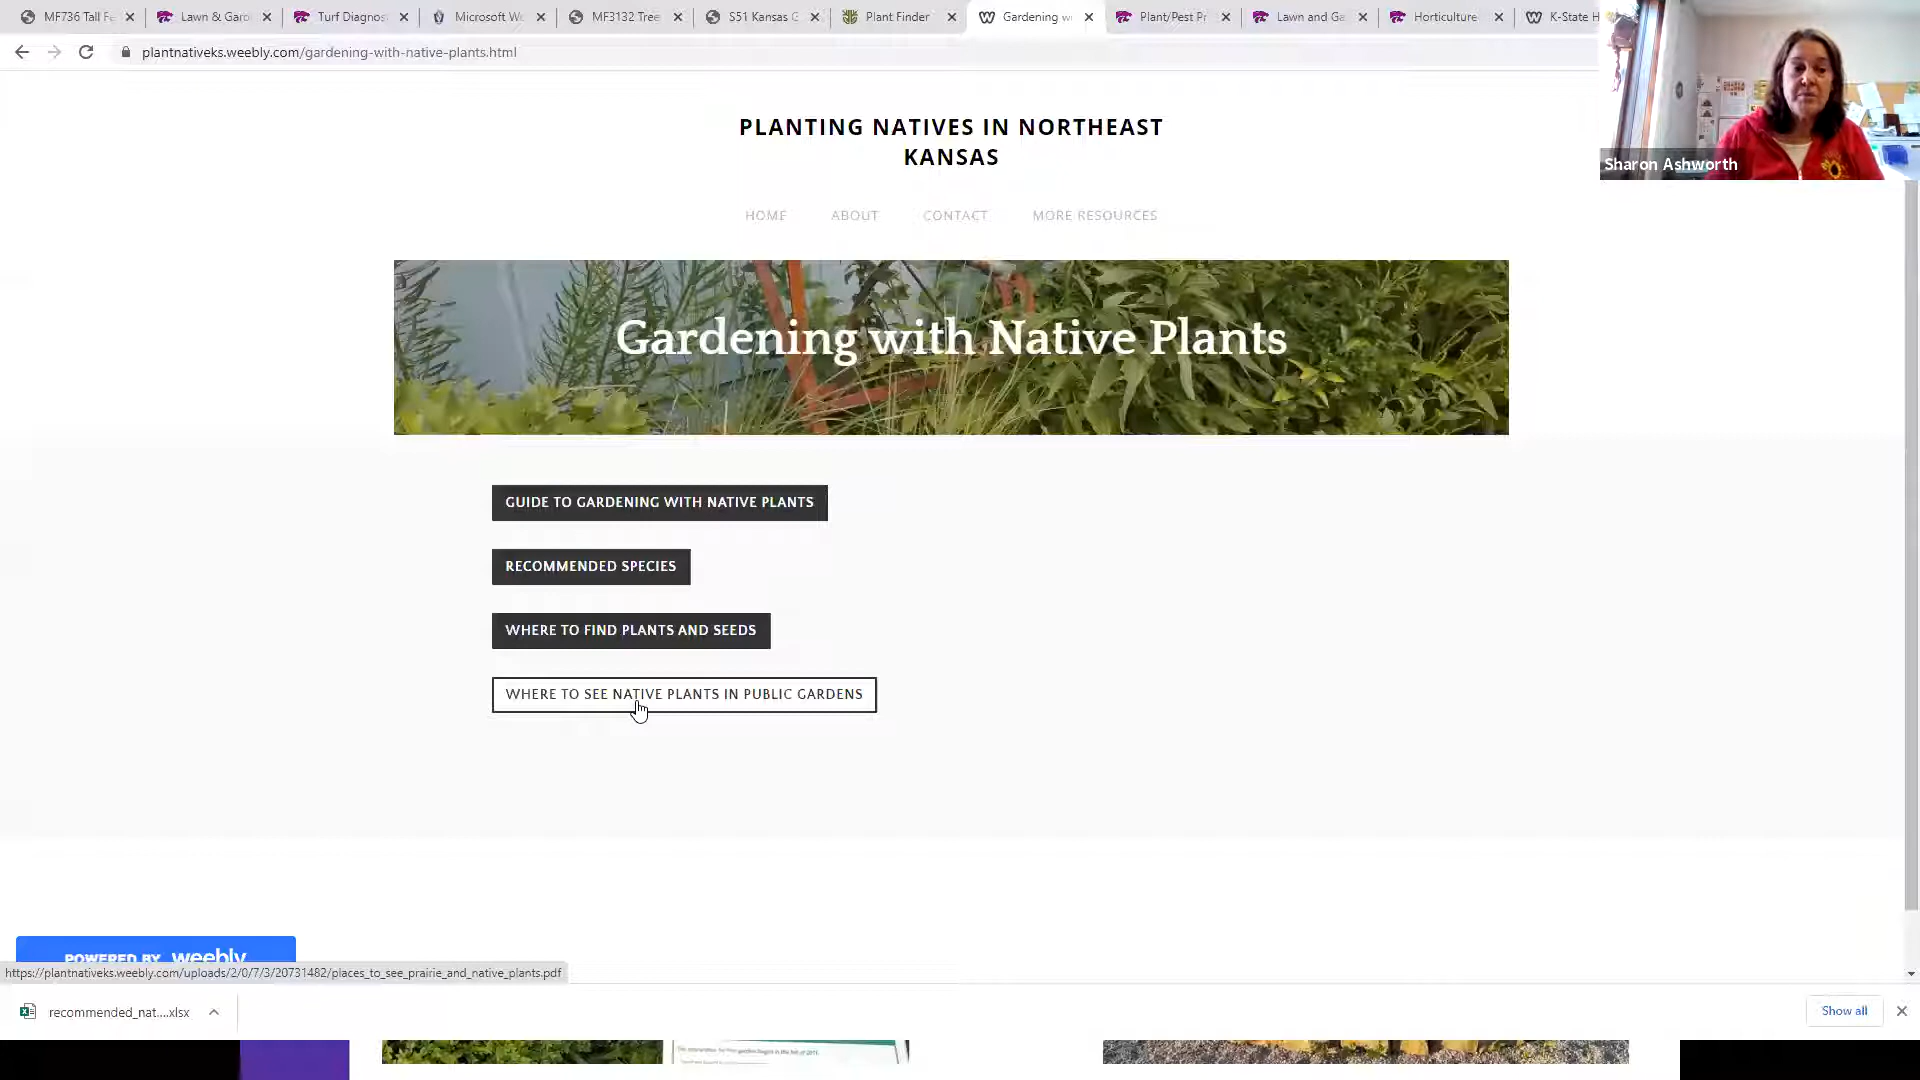 MF736 Tall Fe
Lawn & Gard
Turf Diagnos
Microsoft Wo
MF3132 Tree
S51 Kansas G
Plant Finder
Gardening wi
Plant/Pest Pr
Lawn and Ga
Horticulture
K-State H
plantnativeks.weebly.com/gardening-with-native-plants.html
Sharon Ashworth
PLANTING NATIVES IN NORTHEAST
KANSAS
HOME ABOUT CONTACT MORE RESOURCES
Gardening with Native Plants
GUIDE TO GARDENING WITH NATIVE PLANTS
RECOMMENDED SPECIES
WHERE TO FIND PLANTS AND SEEDS
WHERE TO SEE NATIVE PLANTS IN PUBLIC GARDENS
POWERED BY weebly
https://plantnativeks.weebly.com/uploads/2/0/7/3/20731482/places_to_see_prairie_and_native_plants.pdf
recommended_nat....xlsx
Show all